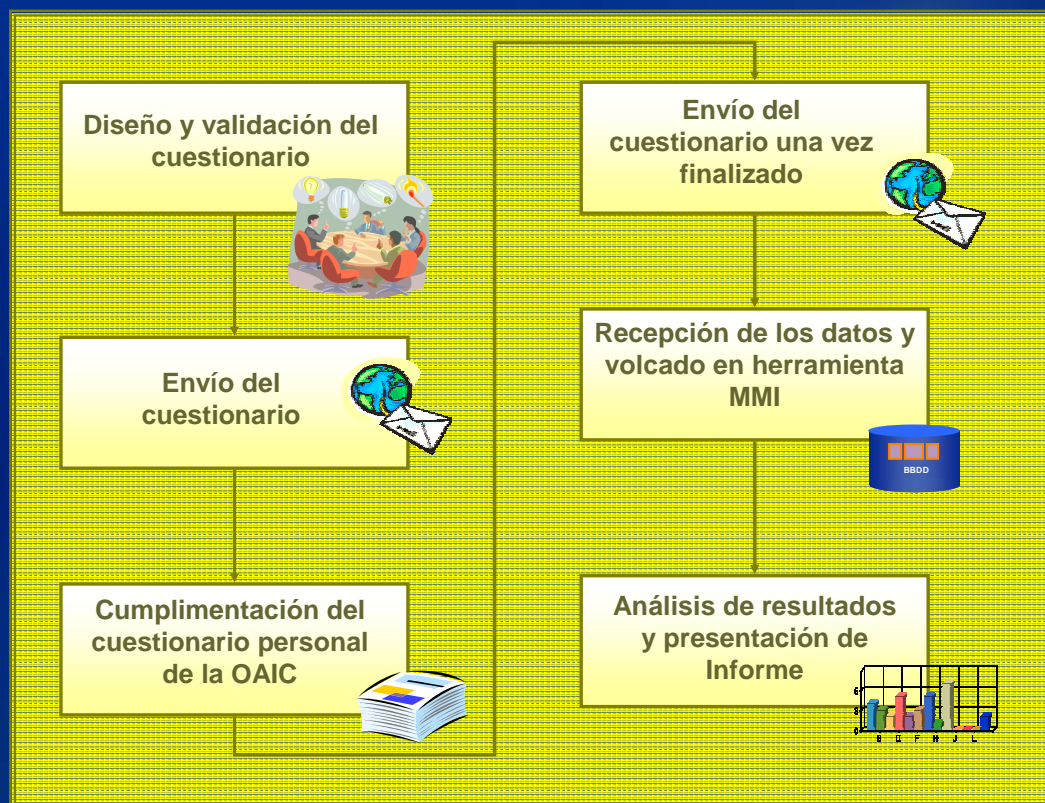 Diseño y validación del
cuestionario
Envío del
cuestionario
Cumplimentación del
cuestionario personal
de la OAIC
Envío del
cuestionario una vez
finalizado
Recepción de los datos y
volcado en herramienta
MMI
BBDD
Análisis de resultados
y presentación de
Informe